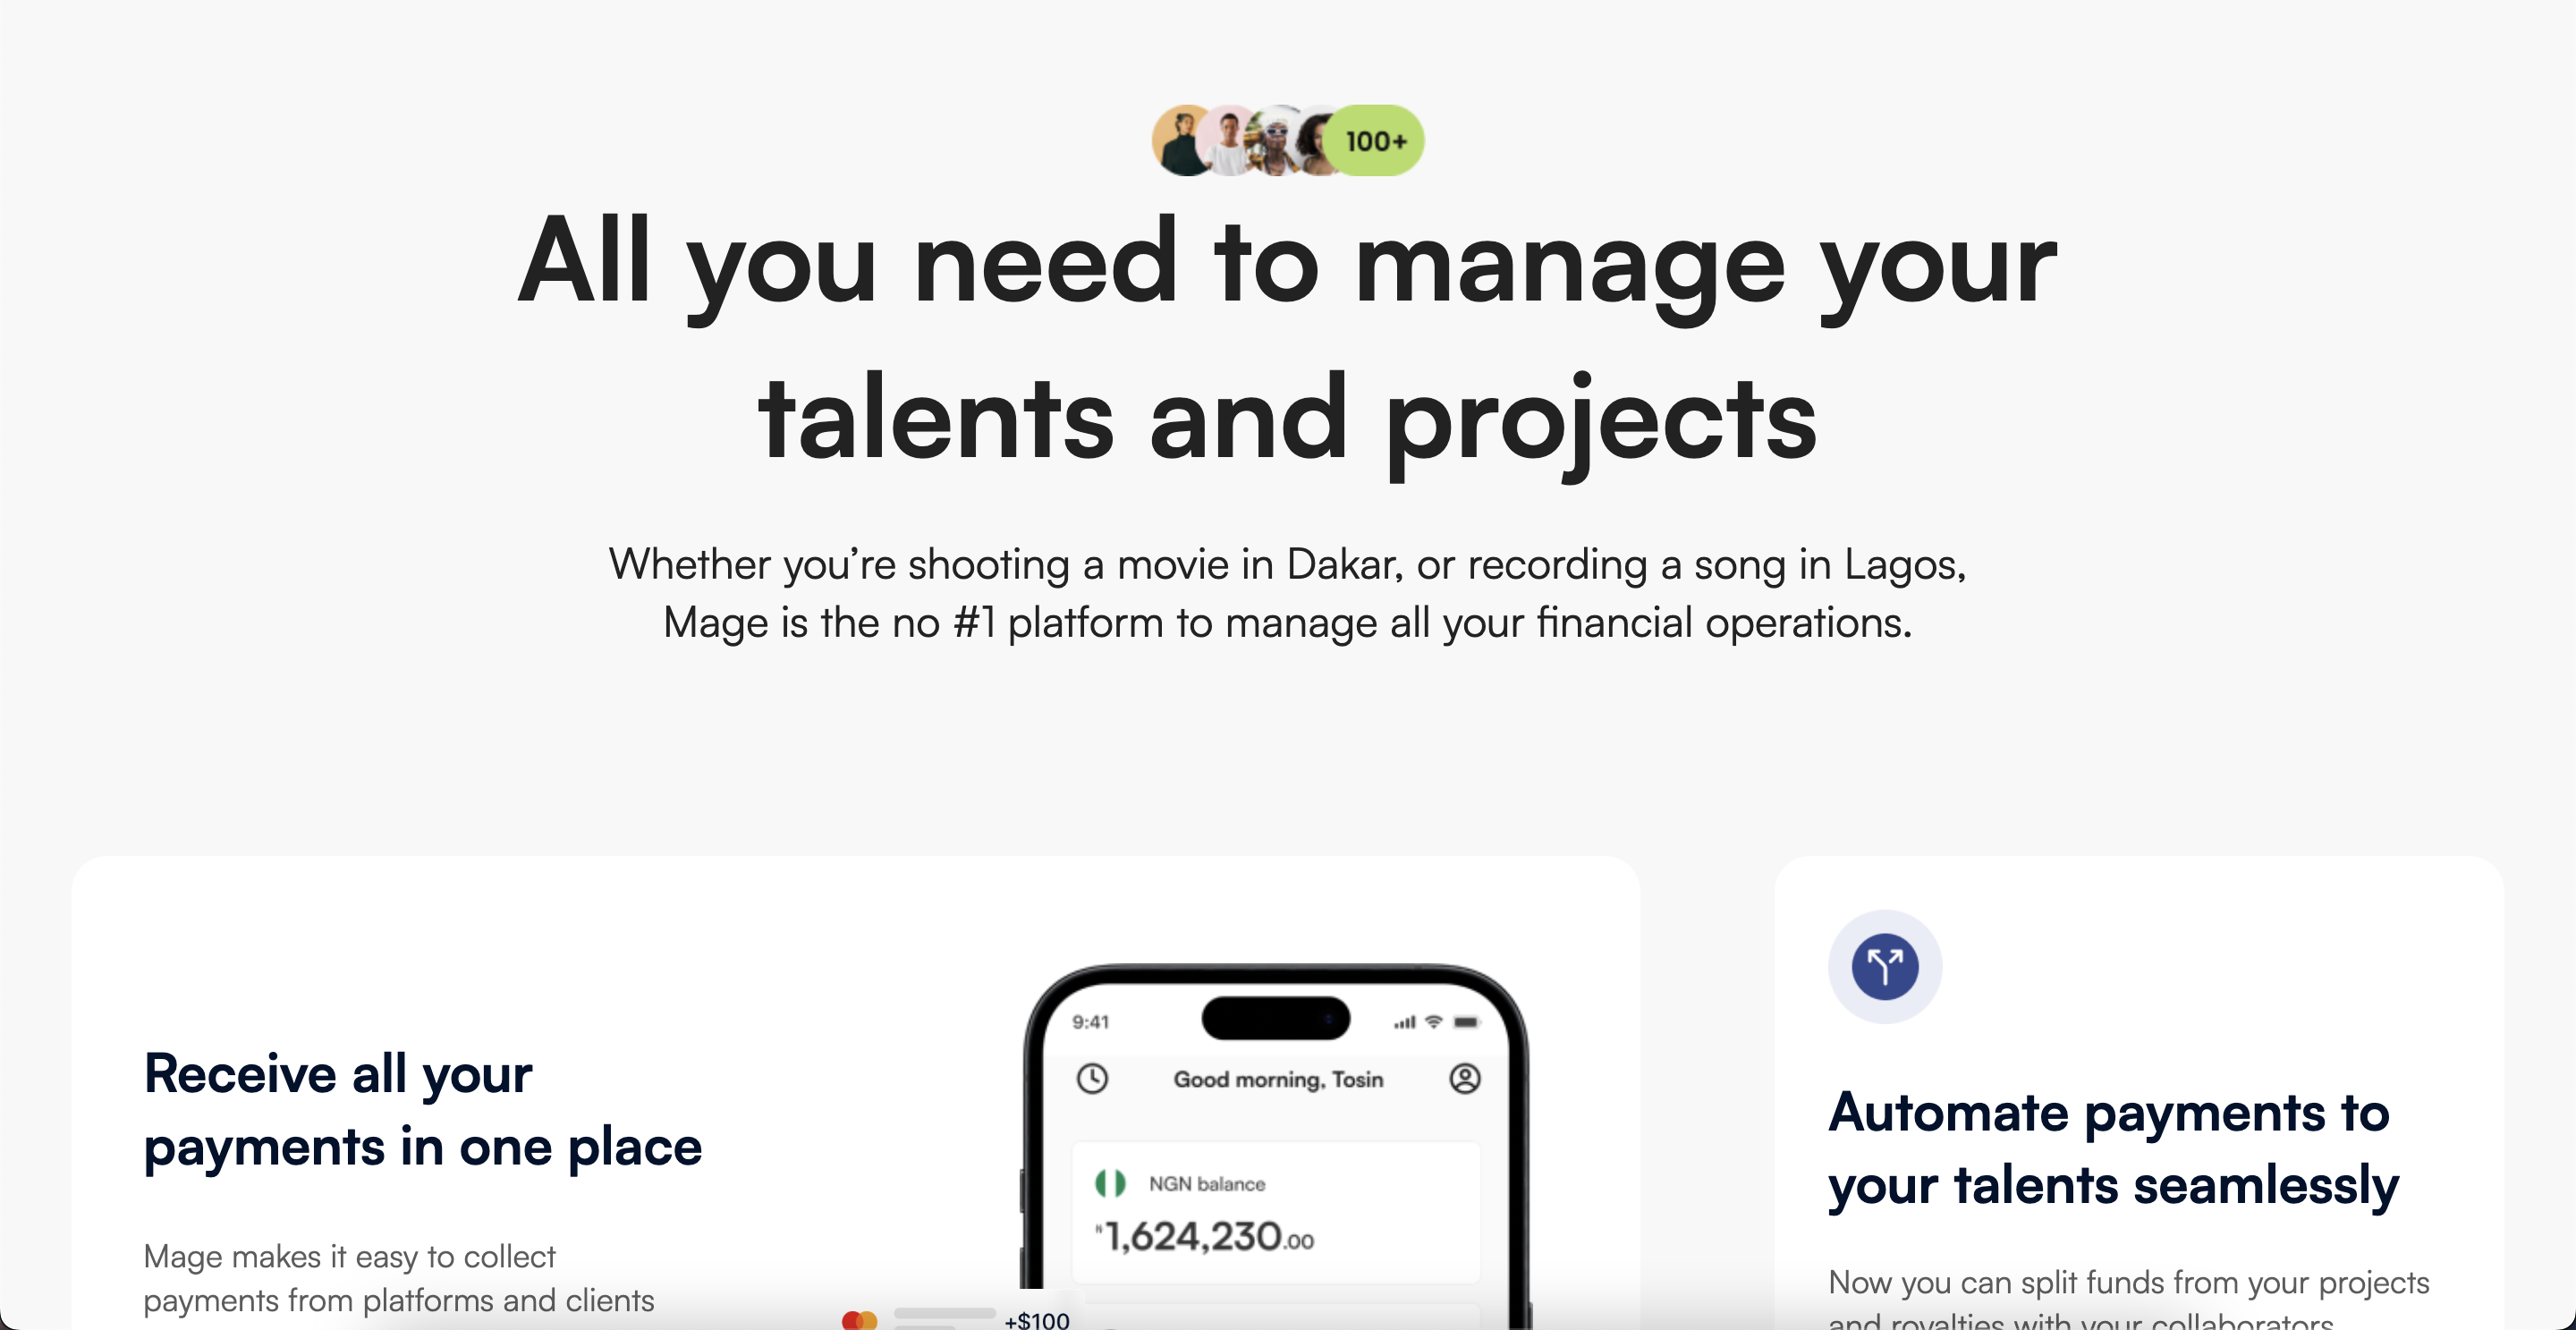 100+
All you need to manage your
talents and projects
Whether you’re shooting a movie in Dakar, or recording a song in Lagos,
Mage is the no #1 platform to manage all your financial operations.
Receive all your
payments in one place
Mage makes it easy to collect
payments from platforms and clients
9:41
Good morning, Tosin
NGN balance
₦1,624,230.00
+$100
Automate payments to
your talents seamlessly
Now you can split funds from your projects
and royalties with your collaborators